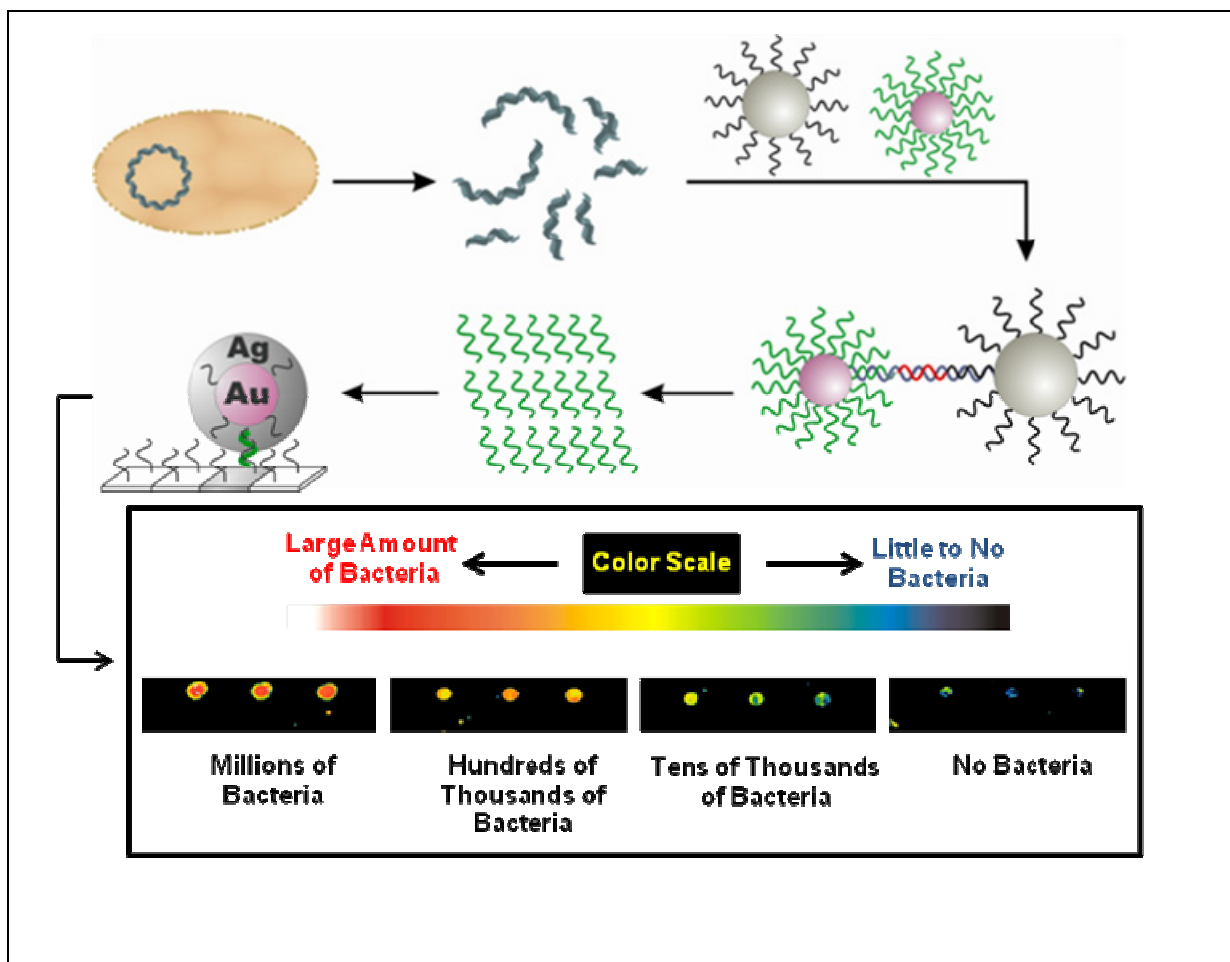 Ag
Au
Large Amount
of Bacteria
Color Scale
Little to No
Bacteria
Millions of
Bacteria
Hundreds of
Thousands of
Bacteria
Tens of Thousands
of Bacteria
No Bacteria